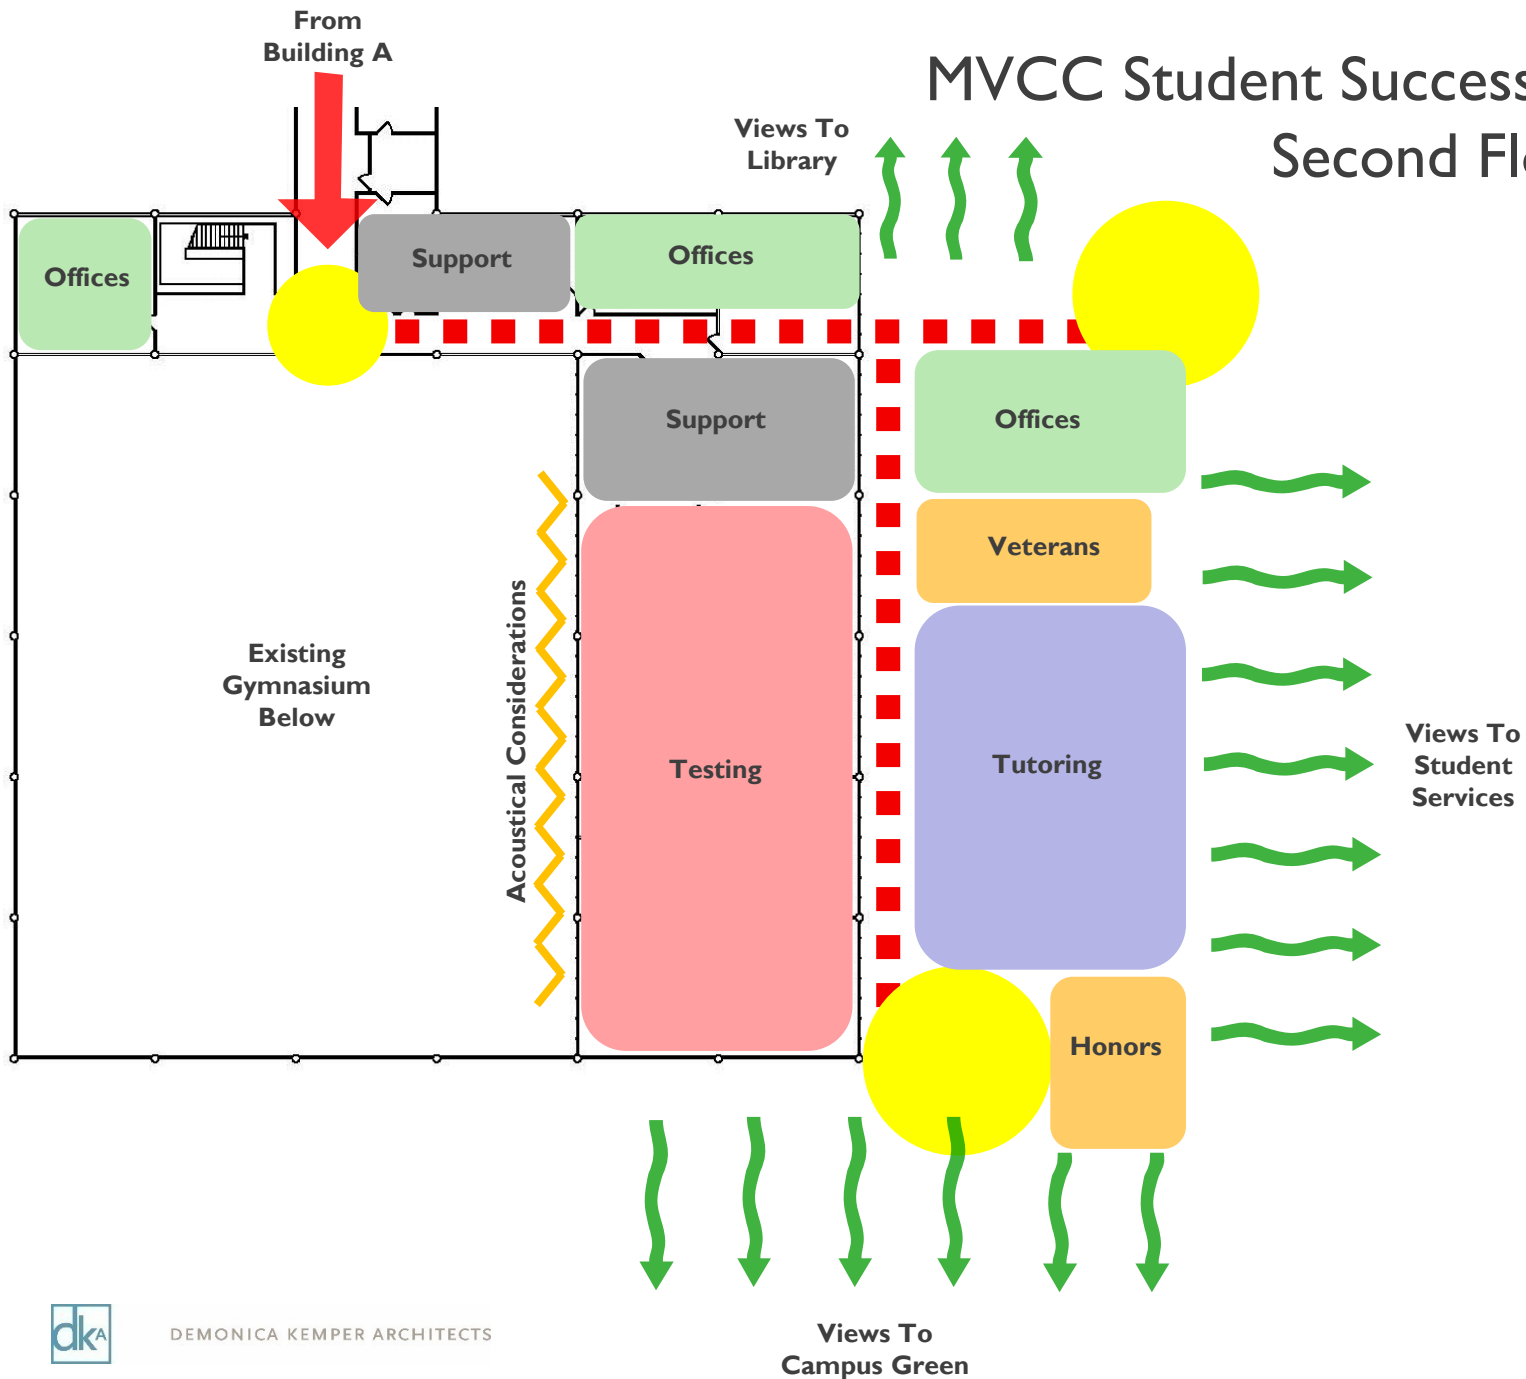 From
Building A
MVCC Student Success
Second Flo
Views To
Library
Offices
Support
Offices
Support
Offices
Veterans
Acoustical Considerations
Existing
Gymnasium
Below
Testing
Tutoring
Views To
Student
Services
Honors
dkA
DEMONICA KEMPER ARCHITECTS
Views To
Campus Green